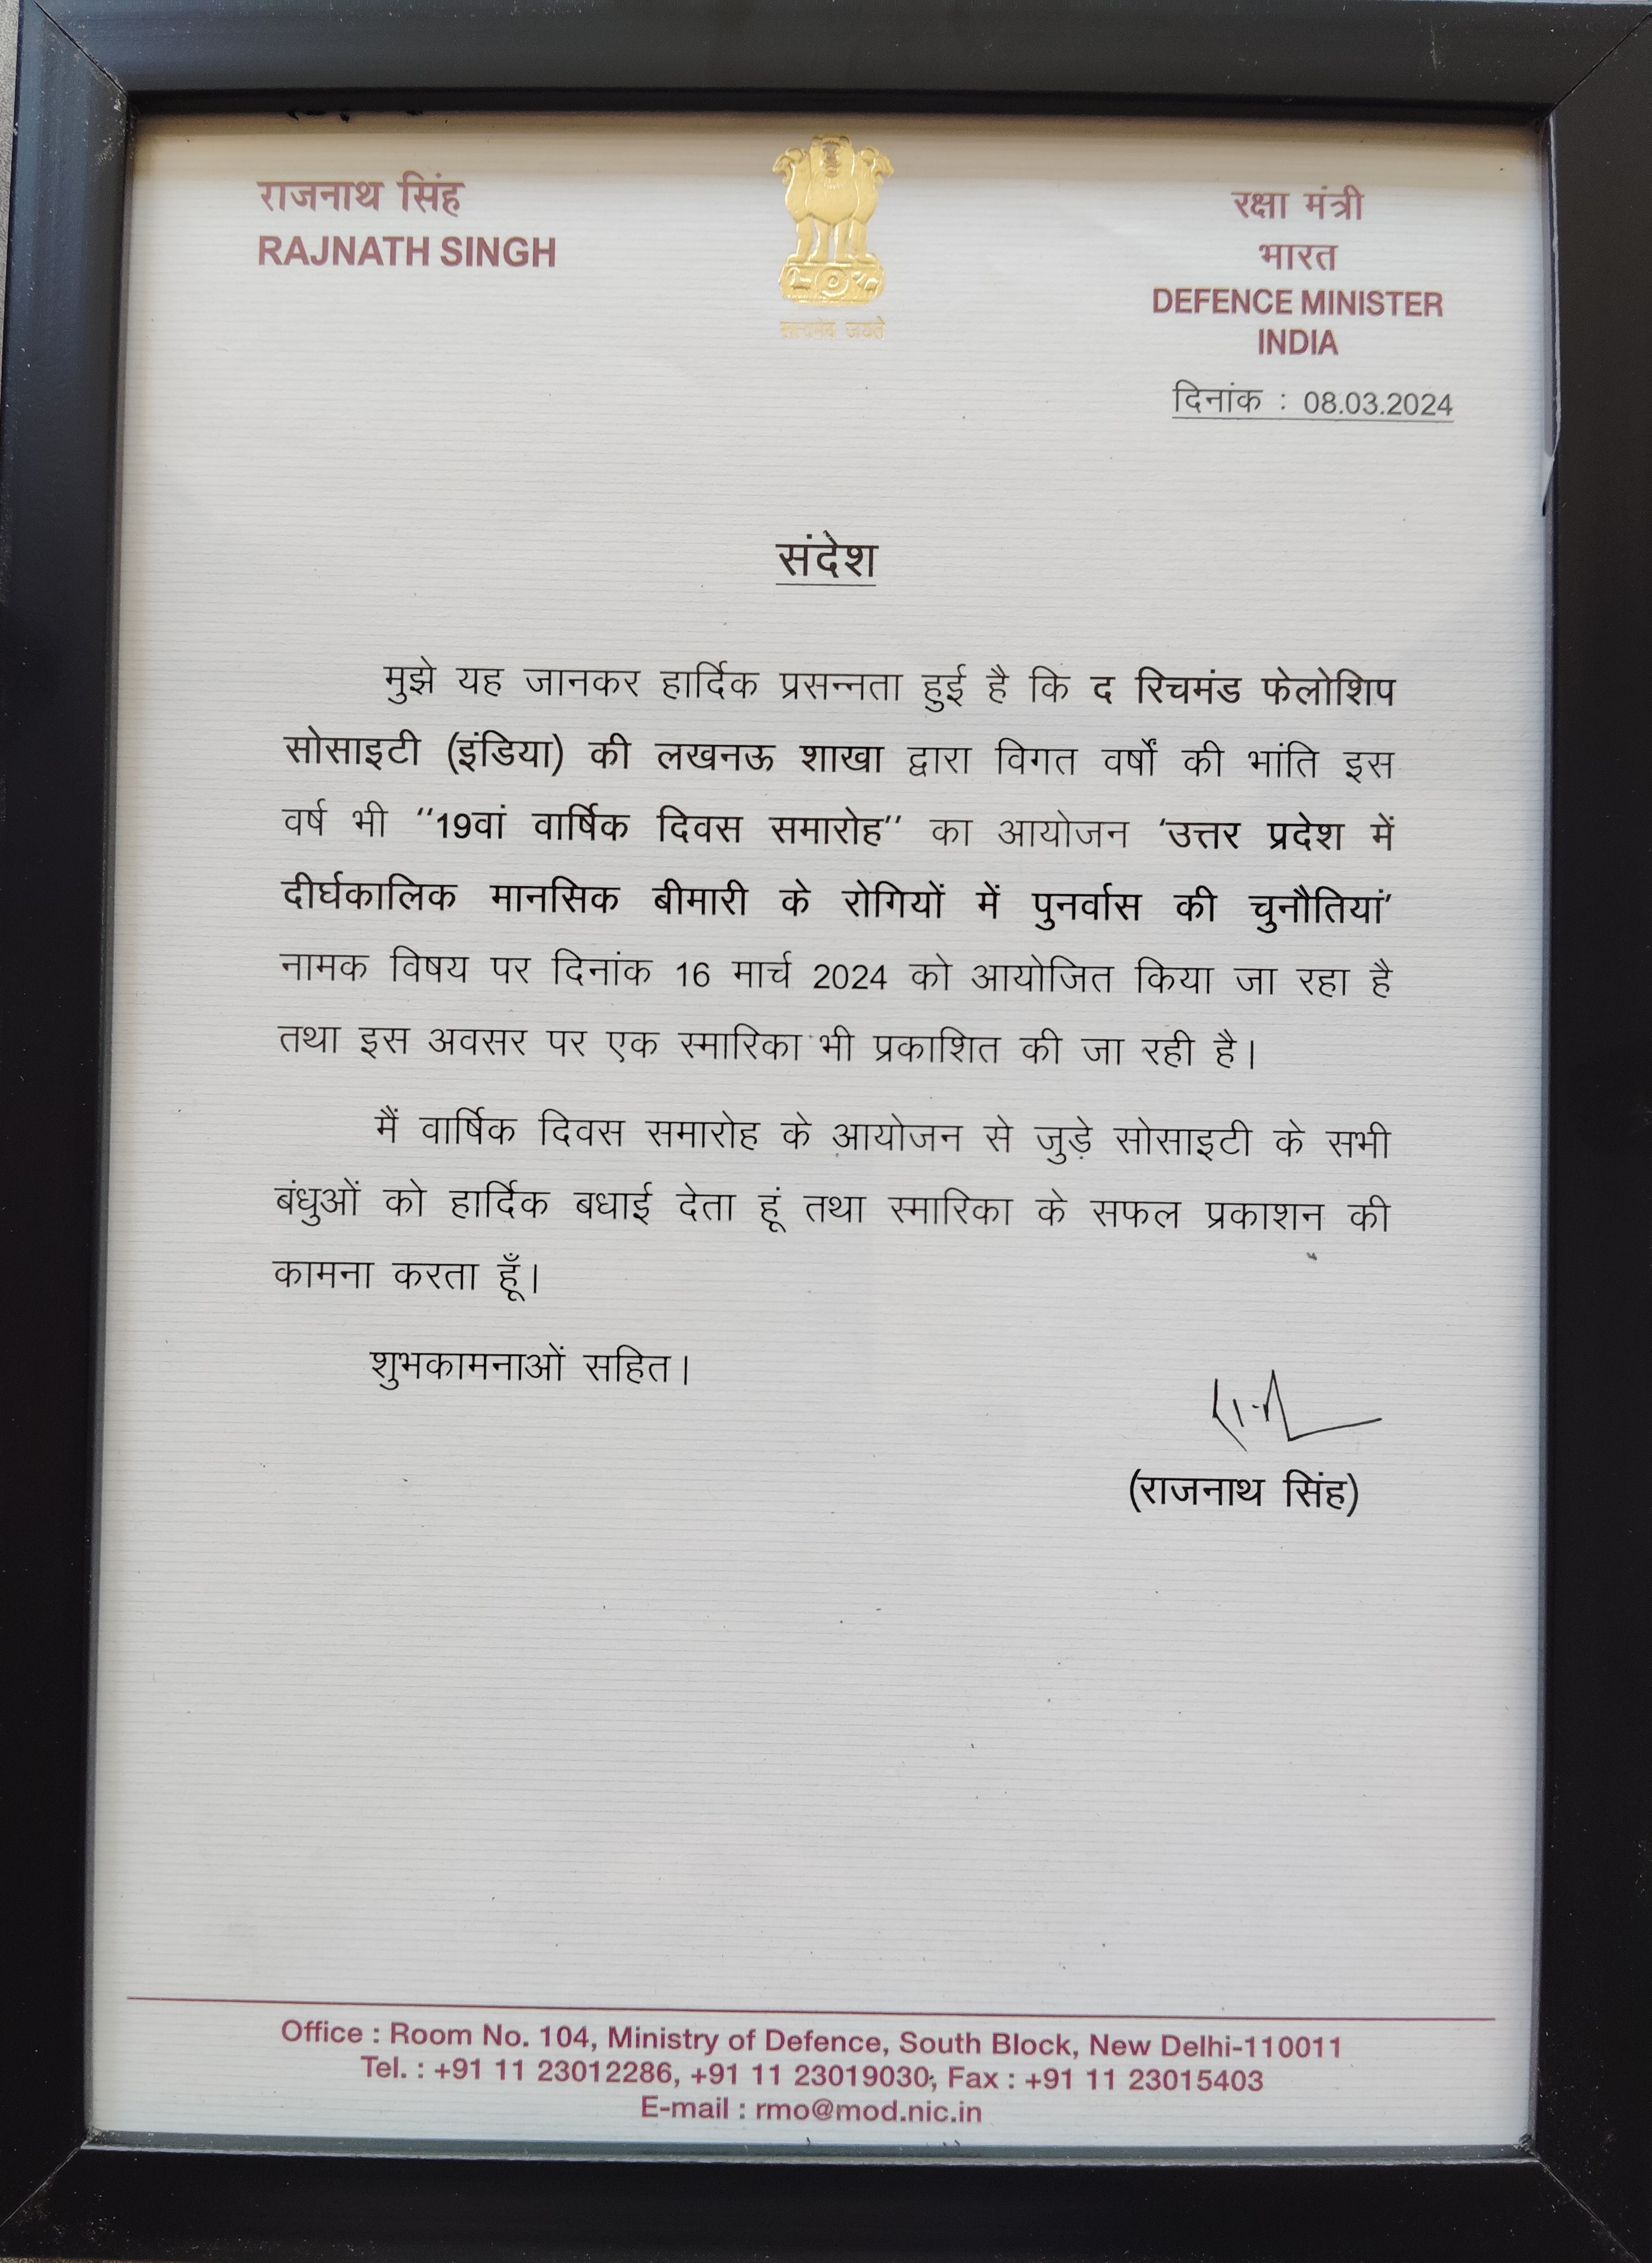 राजनाथ सिंह
RAJNATH SINGH
सत्यमेव जयते
रक्षा मंत्री
भारत
DEFENCE MINISTER
INDIA
दिनांक : 08.03.2024
संदेश
मुझे यह जानकर हार्दिक प्रसन्नता हुई है कि द रिचमंड फेलोशिप
सोसाइटी (इंडिया) की लखनऊ शाखा द्वारा विगत वर्षों की भांति इस
वर्ष भी ''19वां वार्षिक दिवस समारोह'' का आयोजन 'उत्तर प्रदेश में
दीर्घकालिक मानसिक बीमारी के रोगियों में पुनर्वास की चुनौतियां'
नामक विषय पर दिनांक 16 मार्च 2024 को आयोजित किया जा रहा है
तथा इस अवसर पर एक स्मारिका भी प्रकाशित की जा रही है।
मैं वार्षिक दिवस समारोह के आयोजन से जुड़े सोसाइटी के सभी
बंधुओं को हार्दिक बधाई देता हूं तथा स्मारिका के सफल प्रकाशन की
कामना करता हूँ।
शुभकामनाओं सहित।
(राजनाथ सिंह)
Office : Room No. 104, Ministry of Defence, South Block, New Delhi-110011
Tel. : +91 11 23012286, +91 11 23019030; Fax : +91 11 23015403
E-mail : rmo@mod.nic.in